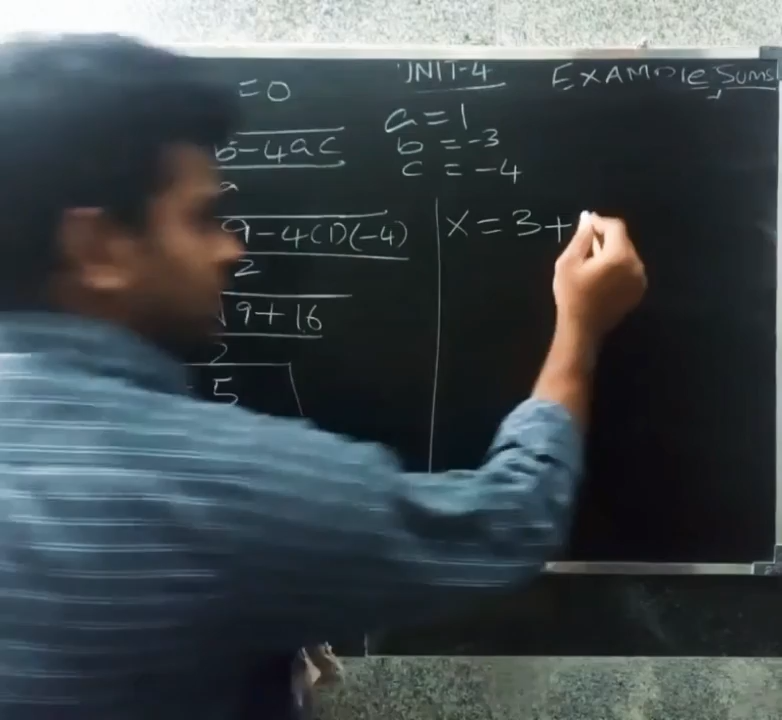 UNIT-4 EXAMPLE SUMS
= 0
a = 1
b = -3
c = -4
b-4ac
a
9-4(1)(-4)
2
x = 3+
√9+16
2
5